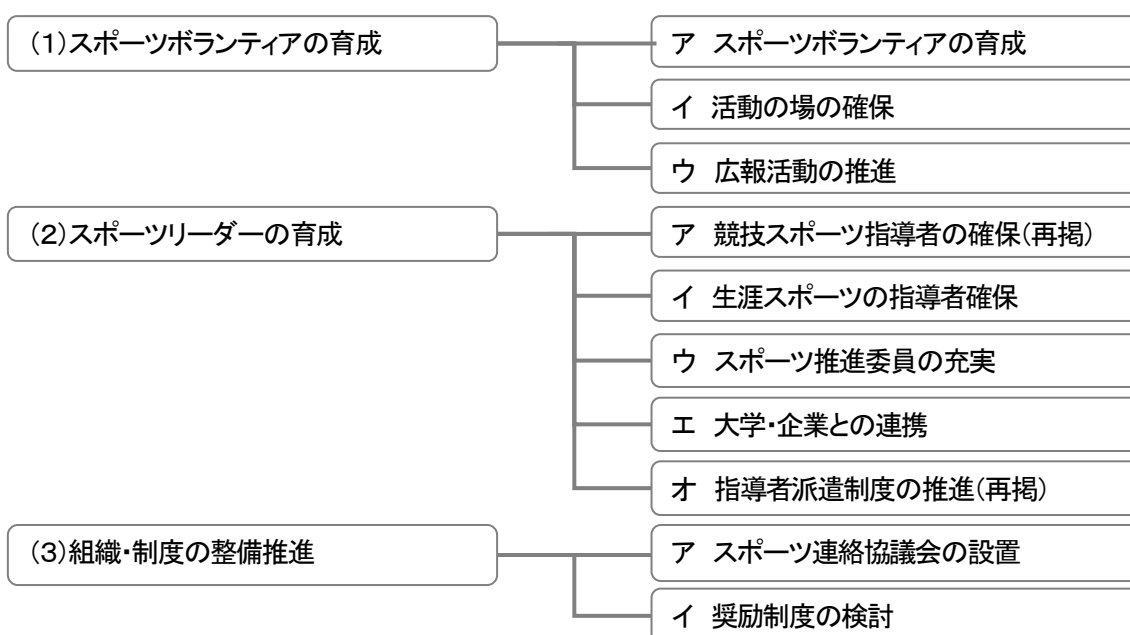 (1)スポーツボランティアの育成
ア スポーツボランティアの育成
イ 活動の場の確保
ウ 広報活動の推進
(2)スポーツリーダーの育成
ア 競技スポーツ指導者の確保(再掲)
イ 生涯スポーツの指導者確保
ウ スポーツ推進委員の充実
エ 大学・企業との連携
オ 指導者派遣制度の推進(再掲)
(3)組織・制度の整備推進
ア スポーツ連絡協議会の設置
イ 奨励制度の検討